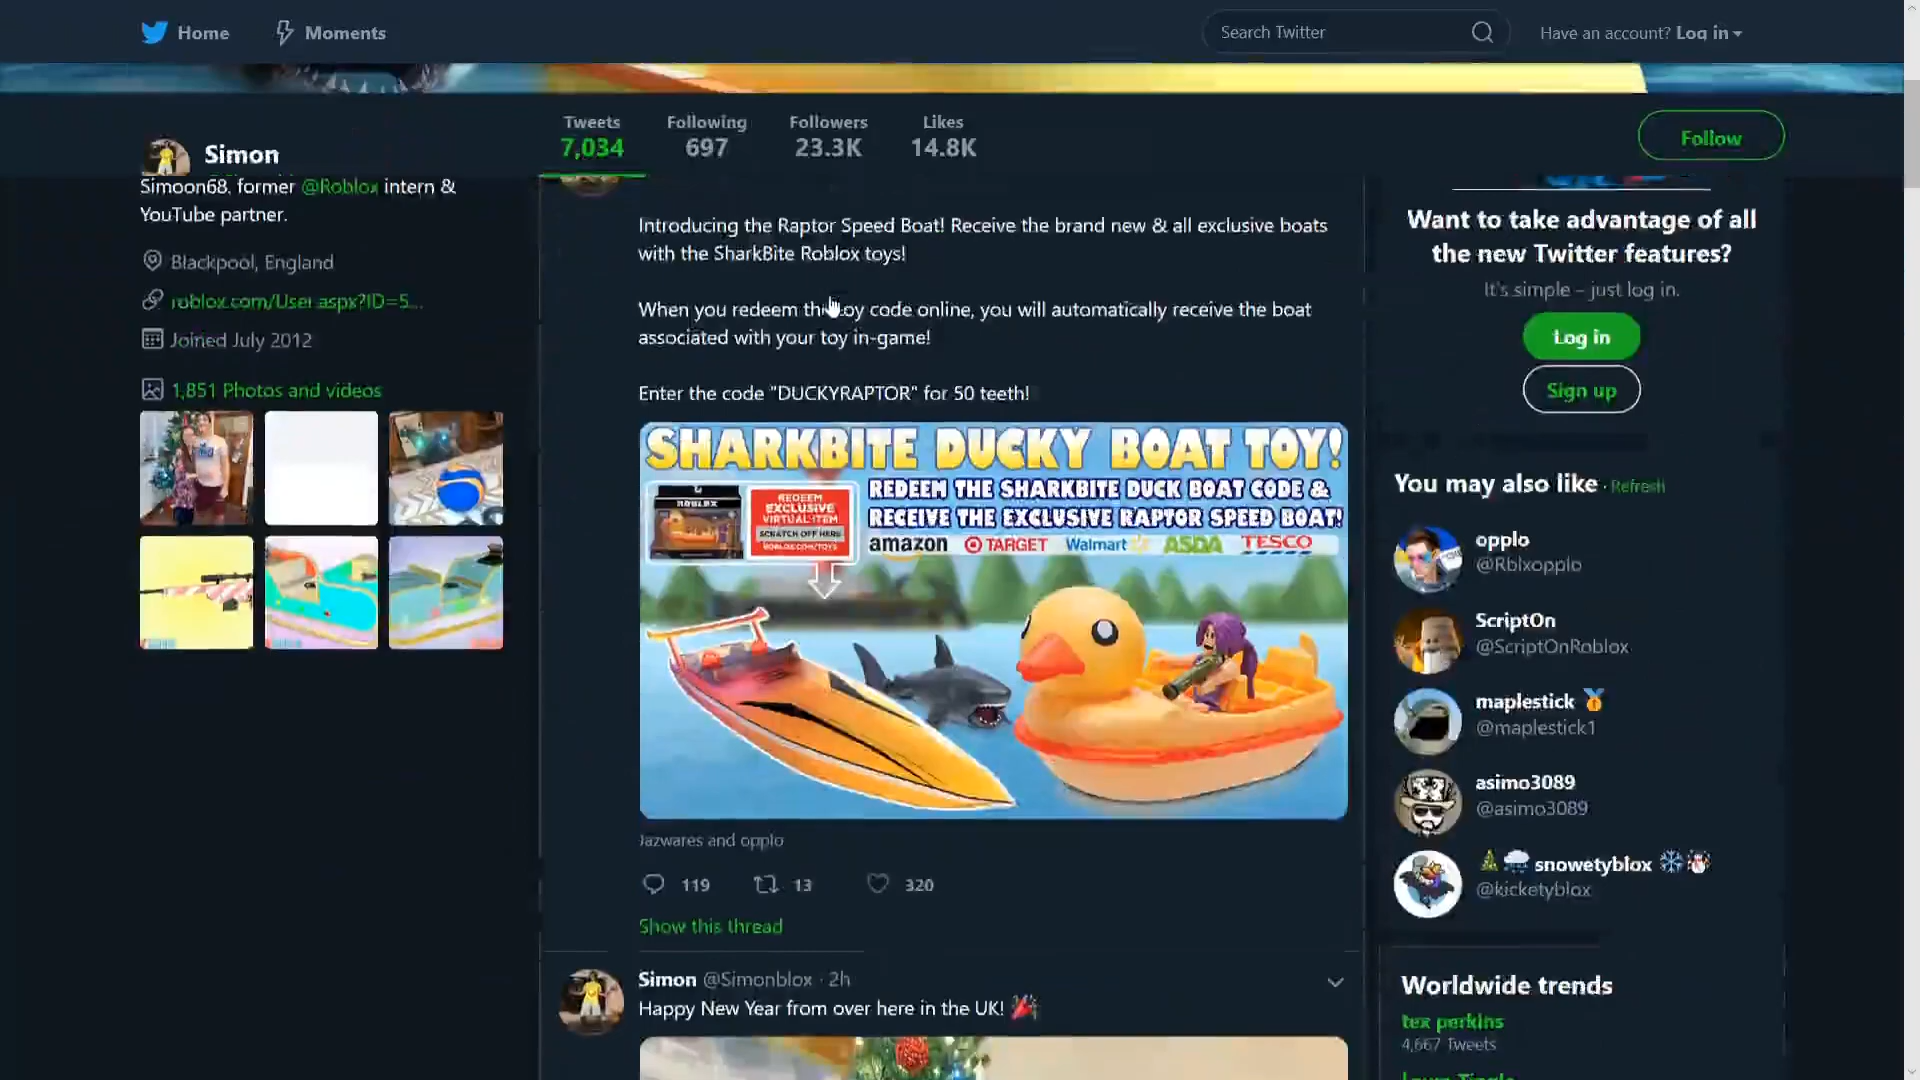 Home
Moments
Search Twitter
Have an account? Log in
Tweets
7,034
Following
697
Followers
23.3K
Likes
14.8K
Follow
Simon
Simoon68, former @Roblox intern &
YouTube partner.
Blackpool, England
roblox.com/User.aspx?ID=5...
Joined July 2012
1,851 Photos and videos
Introducing the Raptor Speed Boat! Receive the brand new & all exclusive boats
with the SharkBite Roblox toys!
When you redeem th toy code online, you will automatically receive the boat
associated with your toy in-game!
Enter the code "DUCKYRAPTOR" for 50 teeth!
SHARKBITE DUCKY BOAT TOY!
ROBLOX
REDEEM
EXCLUSIVE
VIRTUAL ITEM
SCRATCH OFF HERE
ROBLOX.COM/TOYS
REDEEM THE SHARKBITE DUCK BOAT CODE &
RECEIVE THE EXCLUSIVE RAPTOR SPEED BOAT!
amazon TARGET Walmart ASDA TESCO
Jazwares and opplo
119
13
320
Show this thread
Simon @Simonblox · 2h
Happy New Year from over here in the UK!
Want to take advantage of all
the new Twitter features?
It's simple – just log in.
Log in
Sign up
You may also like · Refresh
opplo
@Rblxopplo
ScriptOn
@ScriptOnRoblox
maplestick
@maplestick1
asimo3089
@asimo3089
snowetyblox
@kicketyblox
Worldwide trends
tex perkins
4,667 Tweets